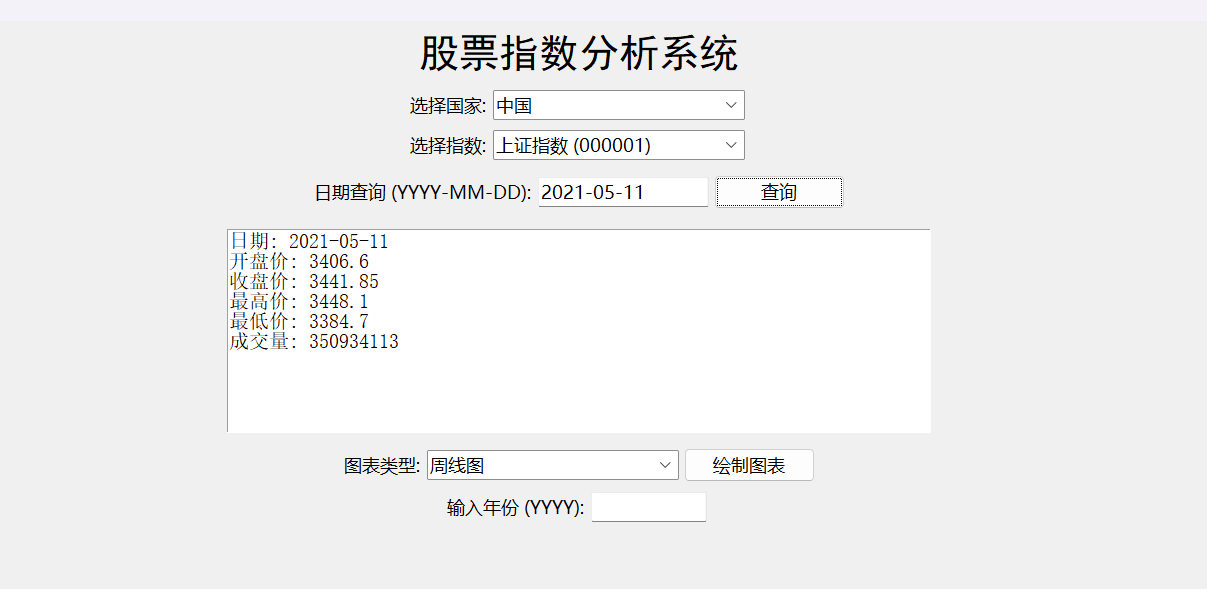 股票指数分析系统
选择国家: 中国
选择指数: 上证指数 (000001)
日期查询 (YYYY-MM-DD): 2021-05-11 查询
日期: 2021-05-11
开盘价: 3406.6
收盘价: 3441.85
最高价: 3448.1
最低价: 3384.7
成交量: 350934113
图表类型: 周线图 绘制图表
输入年份 (YYYY):